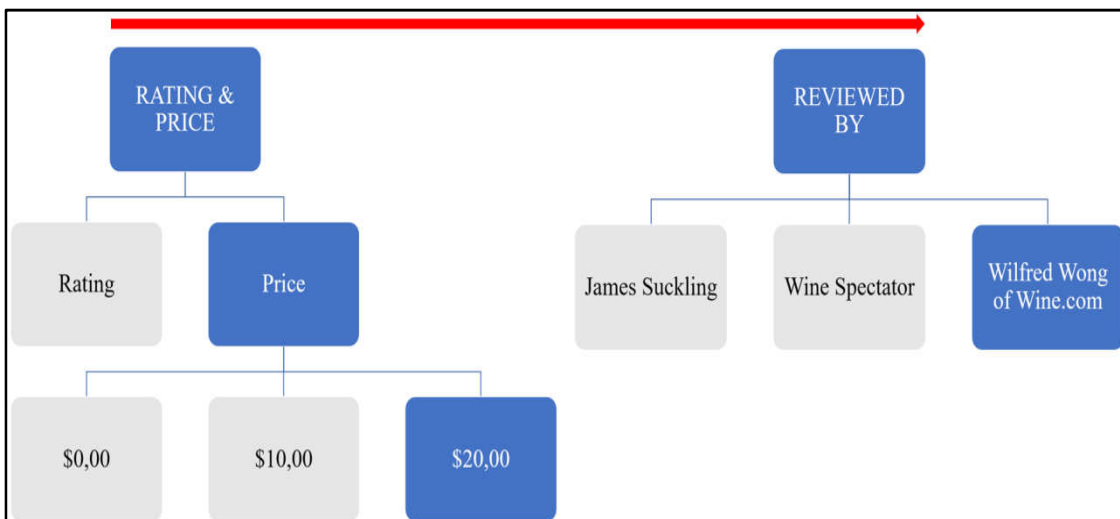 RATING &
PRICE
REVIEWED
BY
Rating
Price
James Suckling
Wine Spectator
Wilfred Wong
of Wine.com
$0,00
$10,00
$20,00